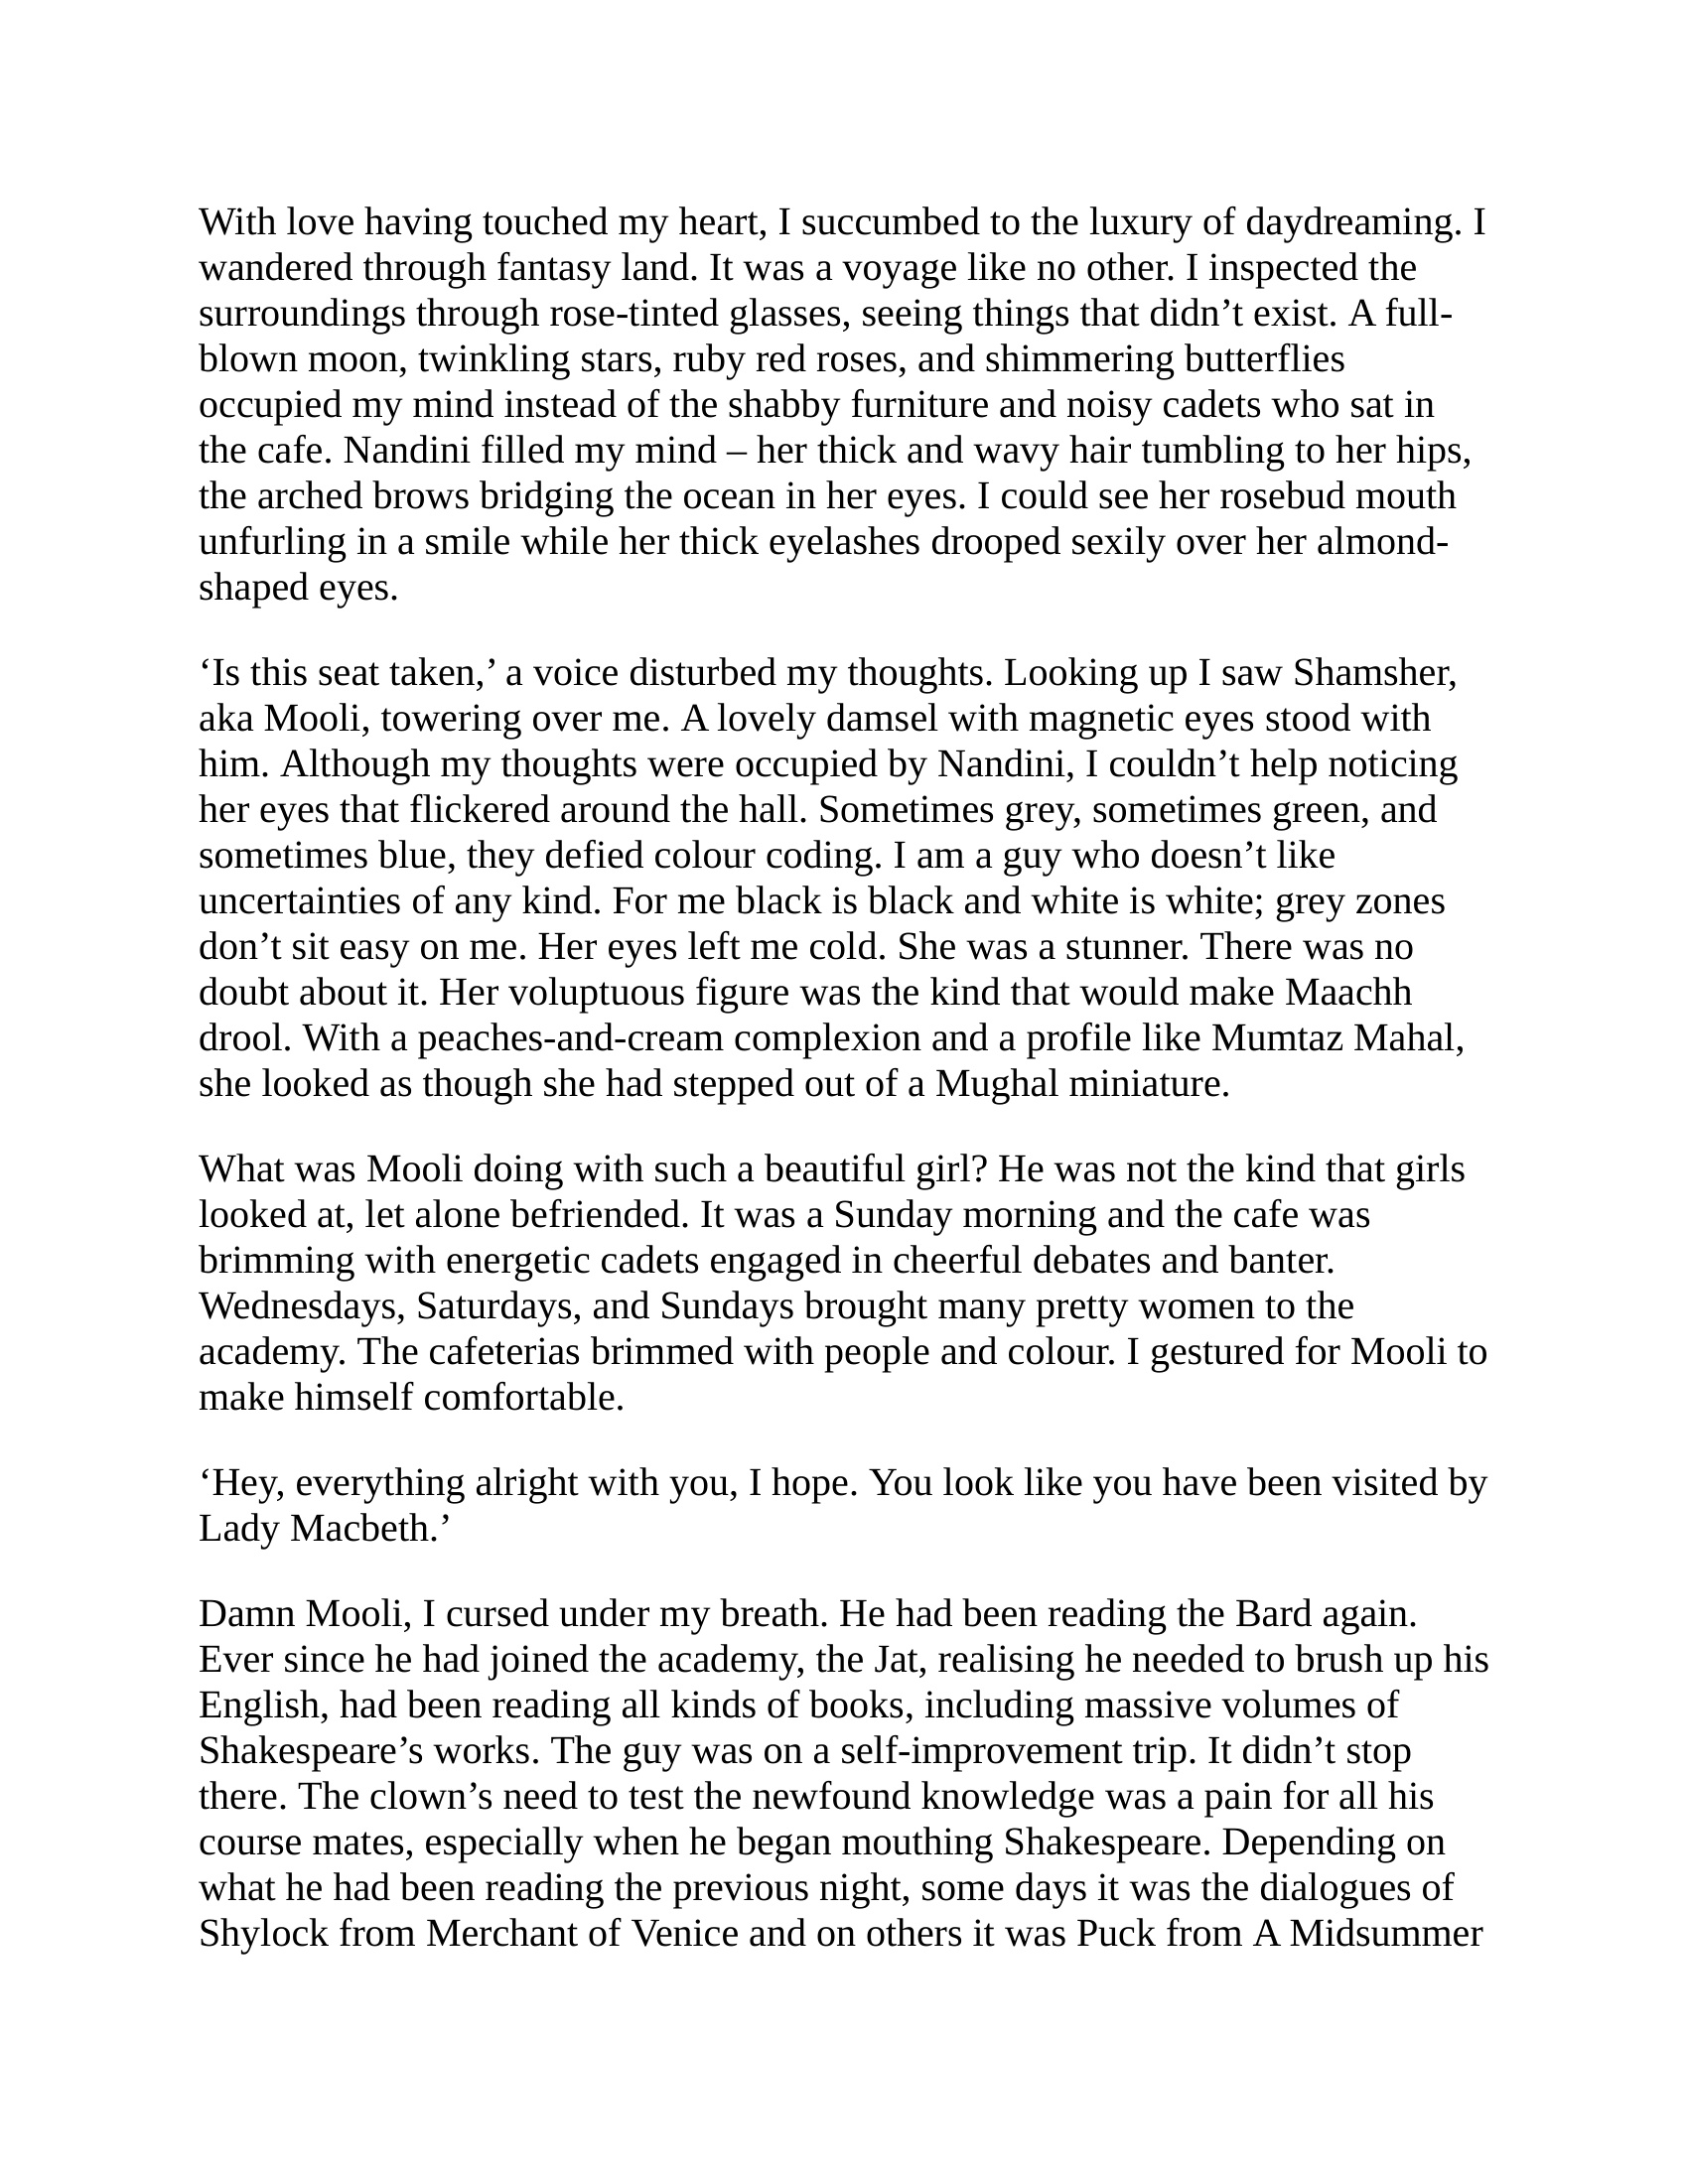 With love having touched my heart, I succumbed to the luxury of daydreaming. I
wandered through fantasy land. It was a voyage like no other. I inspected the
surroundings through rose-tinted glasses, seeing things that didn’t exist. A full-
blown moon, twinkling stars, ruby red roses, and shimmering butterflies
occupied my mind instead of the shabby furniture and noisy cadets who sat in
the cafe. Nandini filled my mind – her thick and wavy hair tumbling to her hips,
the arched brows bridging the ocean in her eyes. I could see her rosebud mouth
unfurling in a smile while her thick eyelashes drooped sexily over her almond-
shaped eyes.
‘Is this seat taken,’ a voice disturbed my thoughts. Looking up I saw Shamsher,
aka Mooli, towering over me. A lovely damsel with magnetic eyes stood with
him. Although my thoughts were occupied by Nandini, I couldn’t help noticing
her eyes that flickered around the hall. Sometimes grey, sometimes green, and
sometimes blue, they defied colour coding. I am a guy who doesn’t like
uncertainties of any kind. For me black is black and white is white; grey zones
don’t sit easy on me. Her eyes left me cold. She was a stunner. There was no
doubt about it. Her voluptuous figure was the kind that would make Maachh
drool. With a peaches-and-cream complexion and a profile like Mumtaz Mahal,
she looked as though she had stepped out of a Mughal miniature.
What was Mooli doing with such a beautiful girl? He was not the kind that girls
looked at, let alone befriended. It was a Sunday morning and the cafe was
brimming with energetic cadets engaged in cheerful debates and banter.
Wednesdays, Saturdays, and Sundays brought many pretty women to the
academy. The cafeterias brimmed with people and colour. I gestured for Mooli to
make himself comfortable.
‘Hey, everything alright with you, I hope. You look like you have been visited by
Lady Macbeth.’
Damn Mooli, I cursed under my breath. He had been reading the Bard again.
Ever since he had joined the academy, the Jat, realising he needed to brush up his
English, had been reading all kinds of books, including massive volumes of
Shakespeare’s works. The guy was on a self-improvement trip. It didn’t stop
there. The clown’s need to test the newfound knowledge was a pain for all his
course mates, especially when he began mouthing Shakespeare. Depending on
what he had been reading the previous night, some days it was the dialogues of
Shylock from Merchant of Venice and on others it was Puck from A Midsummer